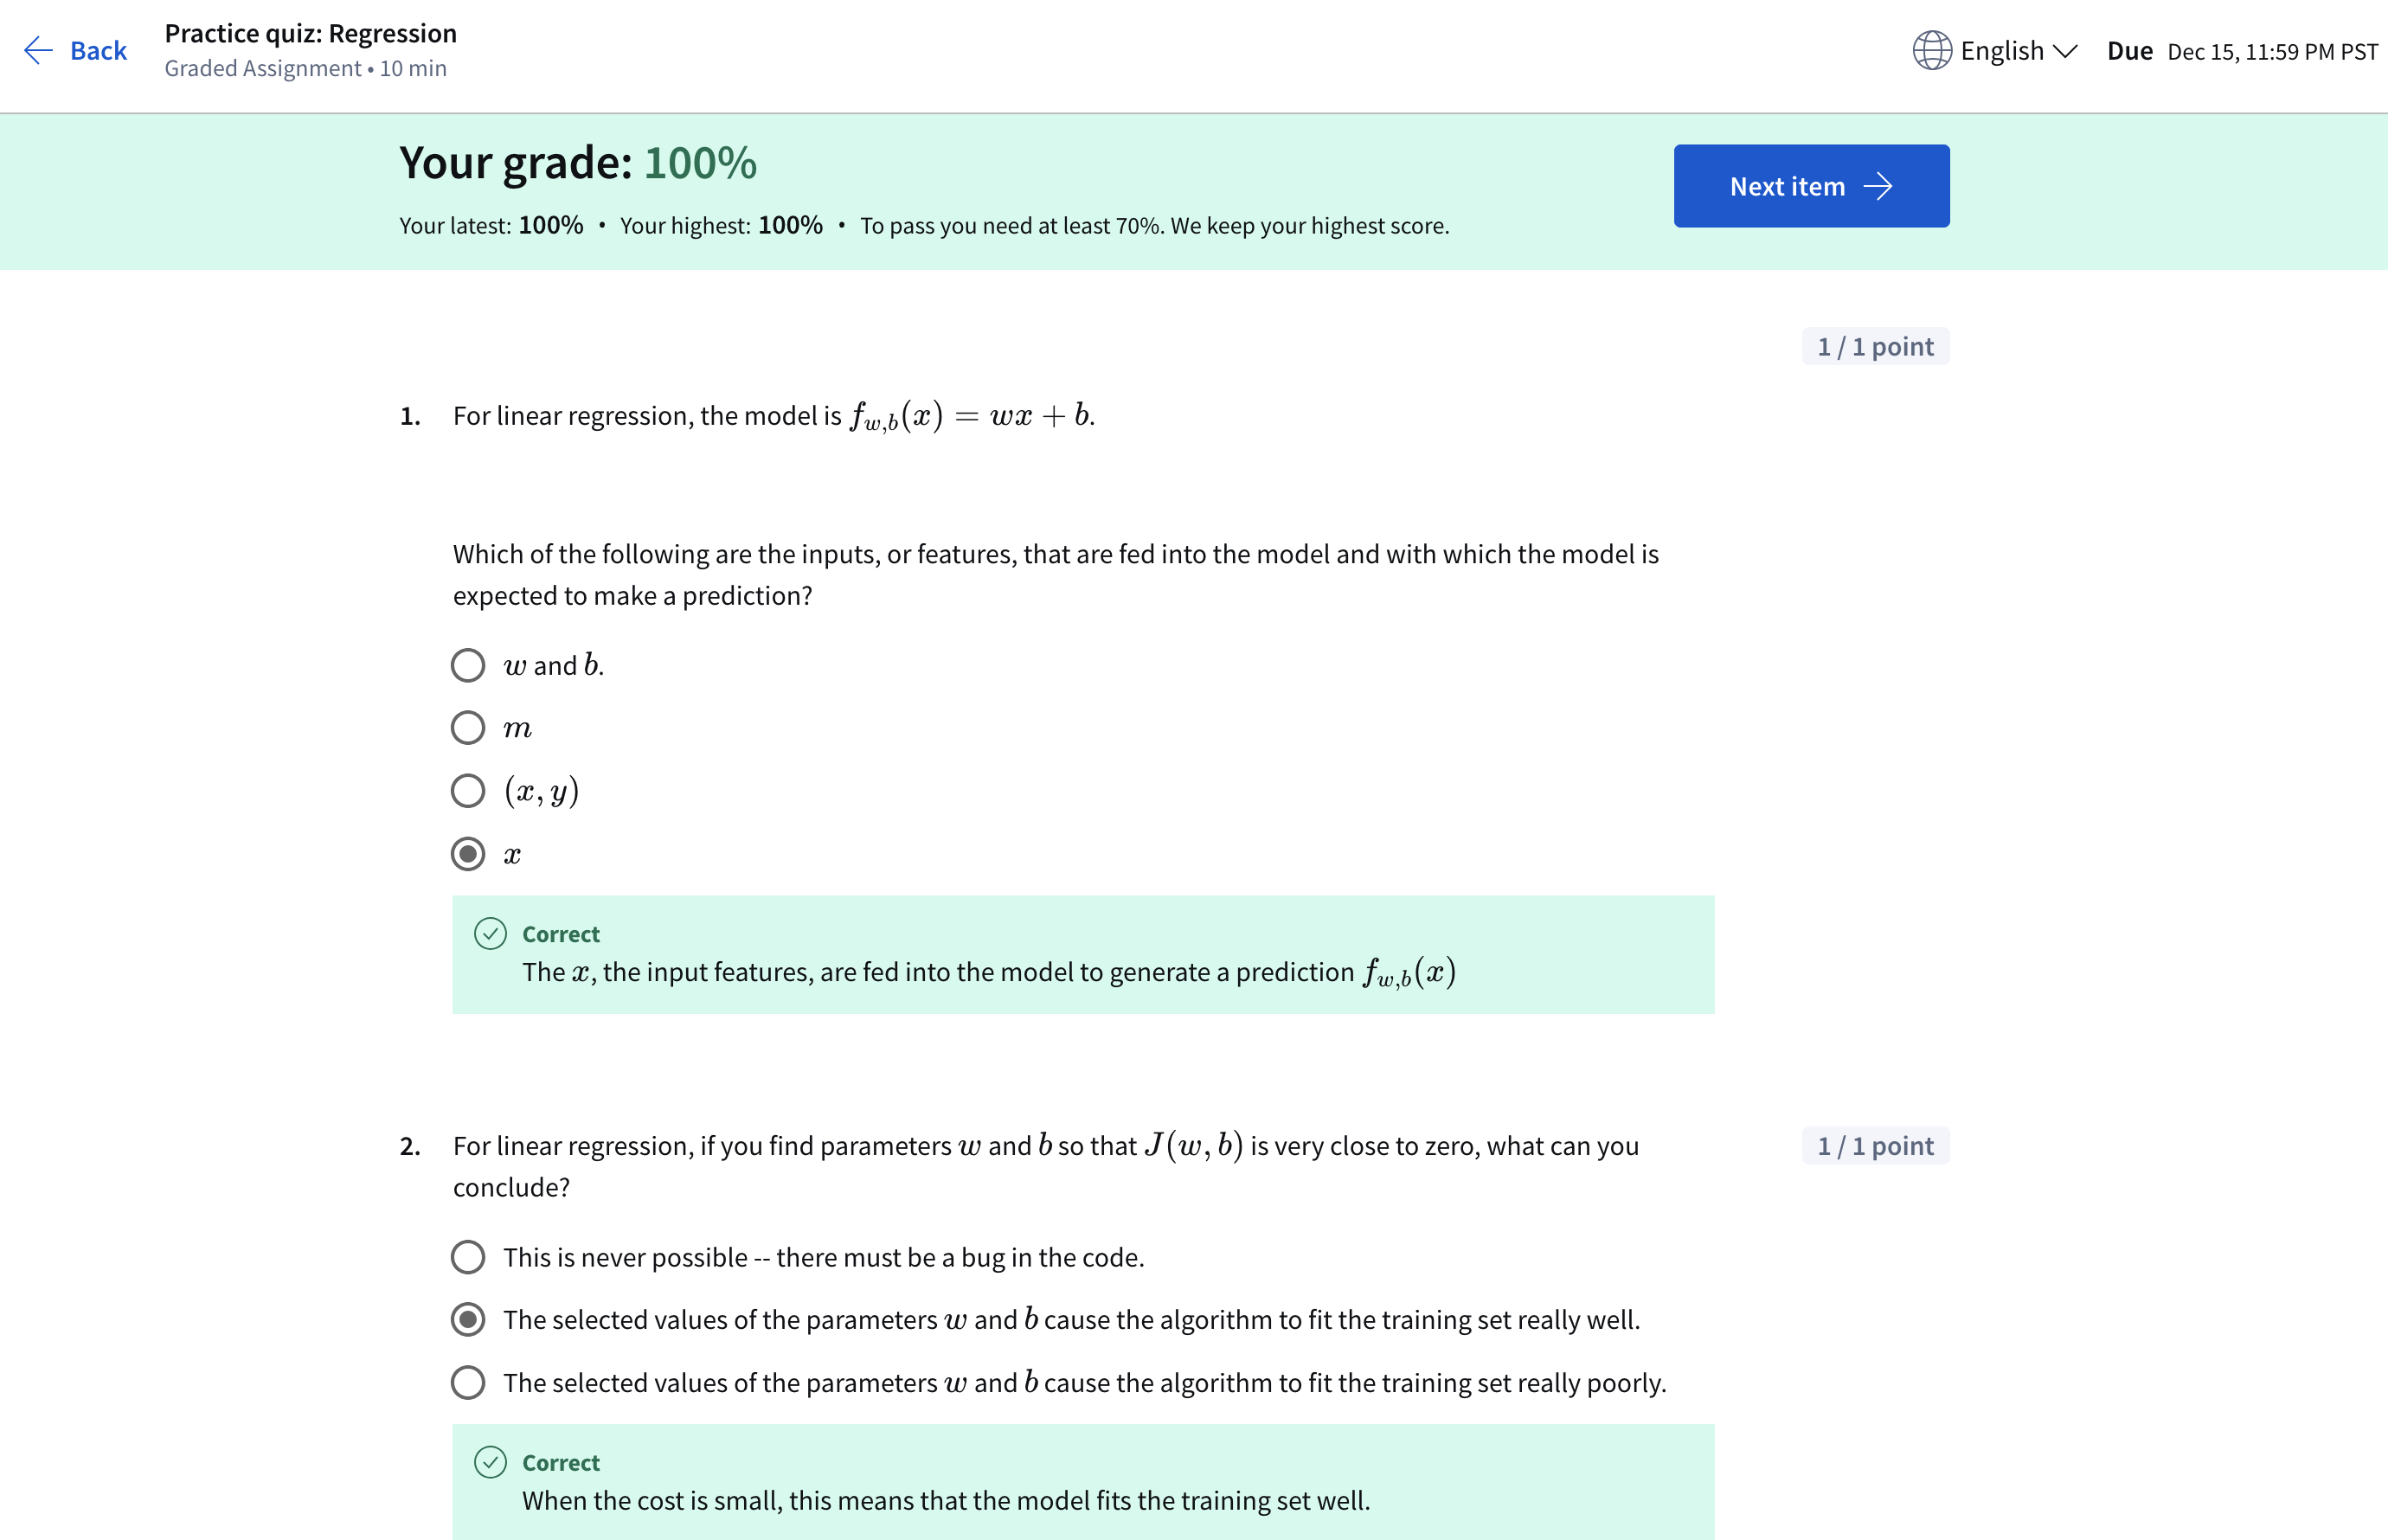 Back
Practice quiz: Regression
Graded Assignment • 10 min
English
Due Dec 15, 11:59 PM PST
Your grade: 100%
Your latest: 100% • Your highest: 100% • To pass you need at least 70%. We keep your highest score.
Next item
1 / 1 point
1. For linear regression, the model is f_{w,b}(x) = wx + b.
Which of the following are the inputs, or features, that are fed into the model and with which the model is
expected to make a prediction?
w and b.
m
(x, y)
x
Correct
The x, the input features, are fed into the model to generate a prediction f_{w,b}(x)
2. For linear regression, if you find parameters w and b so that J(w, b) is very close to zero, what can you
conclude?
1 / 1 point
This is never possible -- there must be a bug in the code.
The selected values of the parameters w and b cause the algorithm to fit the training set really well.
The selected values of the parameters w and b cause the algorithm to fit the training set really poorly.
Correct
When the cost is small, this means that the model fits the training set well.